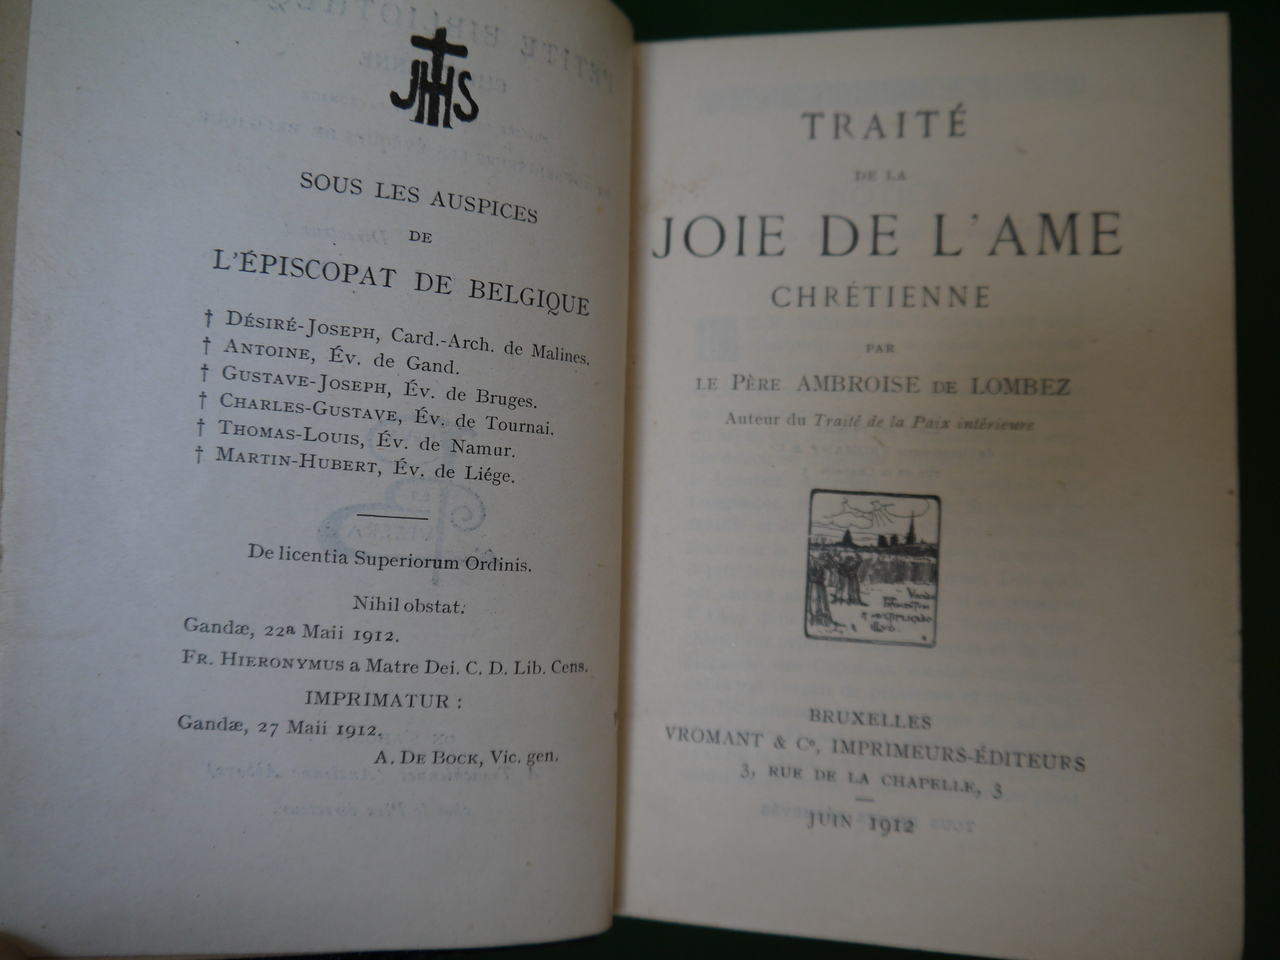 JHS
SOUS LES AUSPICES
DE
L'ÉPISCOPAT DE BELGIQUE
† DÉSIRÉ-JOSEPH, Card.-Arch. de Malines.
† ANTOINE, Év. de Gand.
† GUSTAVE-JOSEPH, Év. de Bruges.
† CHARLES-GUSTAVE, Év. de Tournai.
† THOMAS-LOUIS, Év. de Namur.
† MARTIN-HUBERT, Év. de Liége.
De licentia Superiorum Ordinis.
Nihil obstat:
Gandæ, 22a Maii 1912.
FR. HIERONYMUS a Matre Dei. C. D. Lib. Cens.
IMPRIMATUR :
Gandæ, 27 Maii 1912.
A. DE BOCK, Vic. gen.
TRAITÉ
DE LA
JOIE DE L'AME
CHRÉTIENNE
PAR
LE PÈRE AMBROISE DE LOMBEZ
Auteur du Traité de la Paix intérieure
BRUXELLES
VROMANT & Cº, IMPRIMEURS-ÉDITEURS
3, RUE DE LA CHAPELLE, 3
JUIN 1912